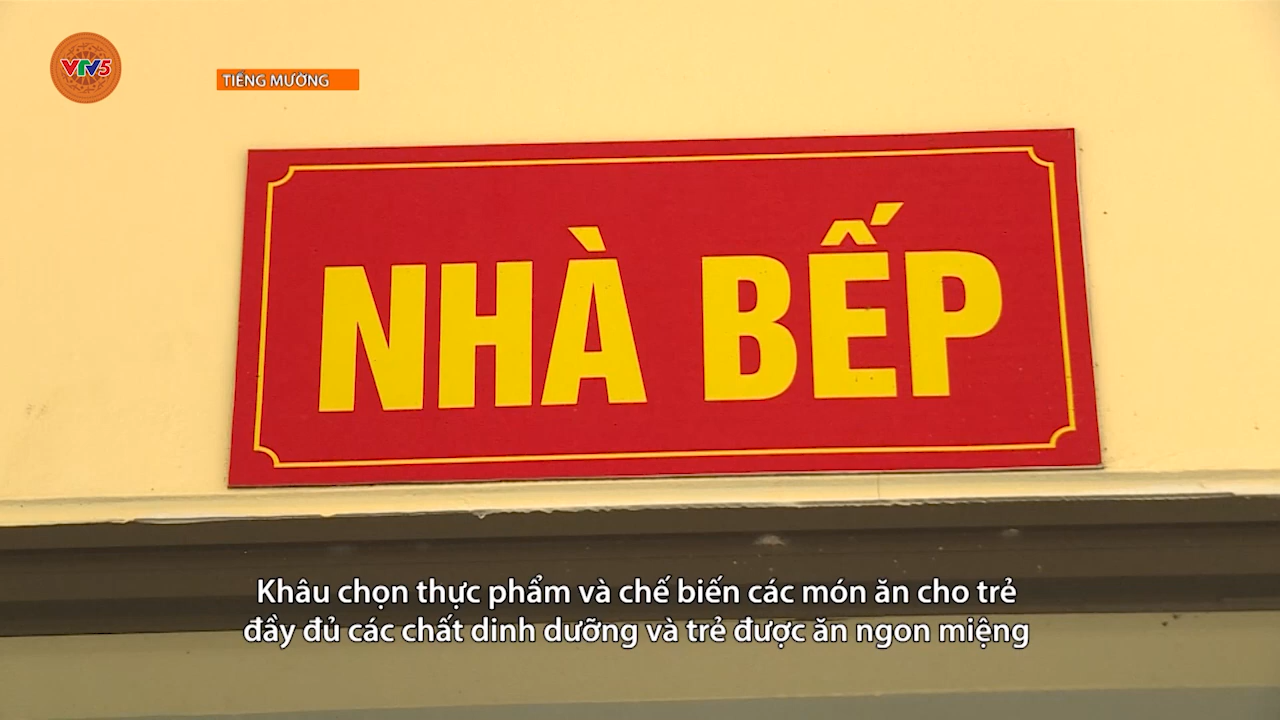 VTV5
TIẾNG MƯỜNG
NHÀ BẾP
Khâu chọn thực phẩm và chế biến các món ăn cho trẻ
đầy đủ các chất dinh dưỡng và trẻ được ăn ngon miệng